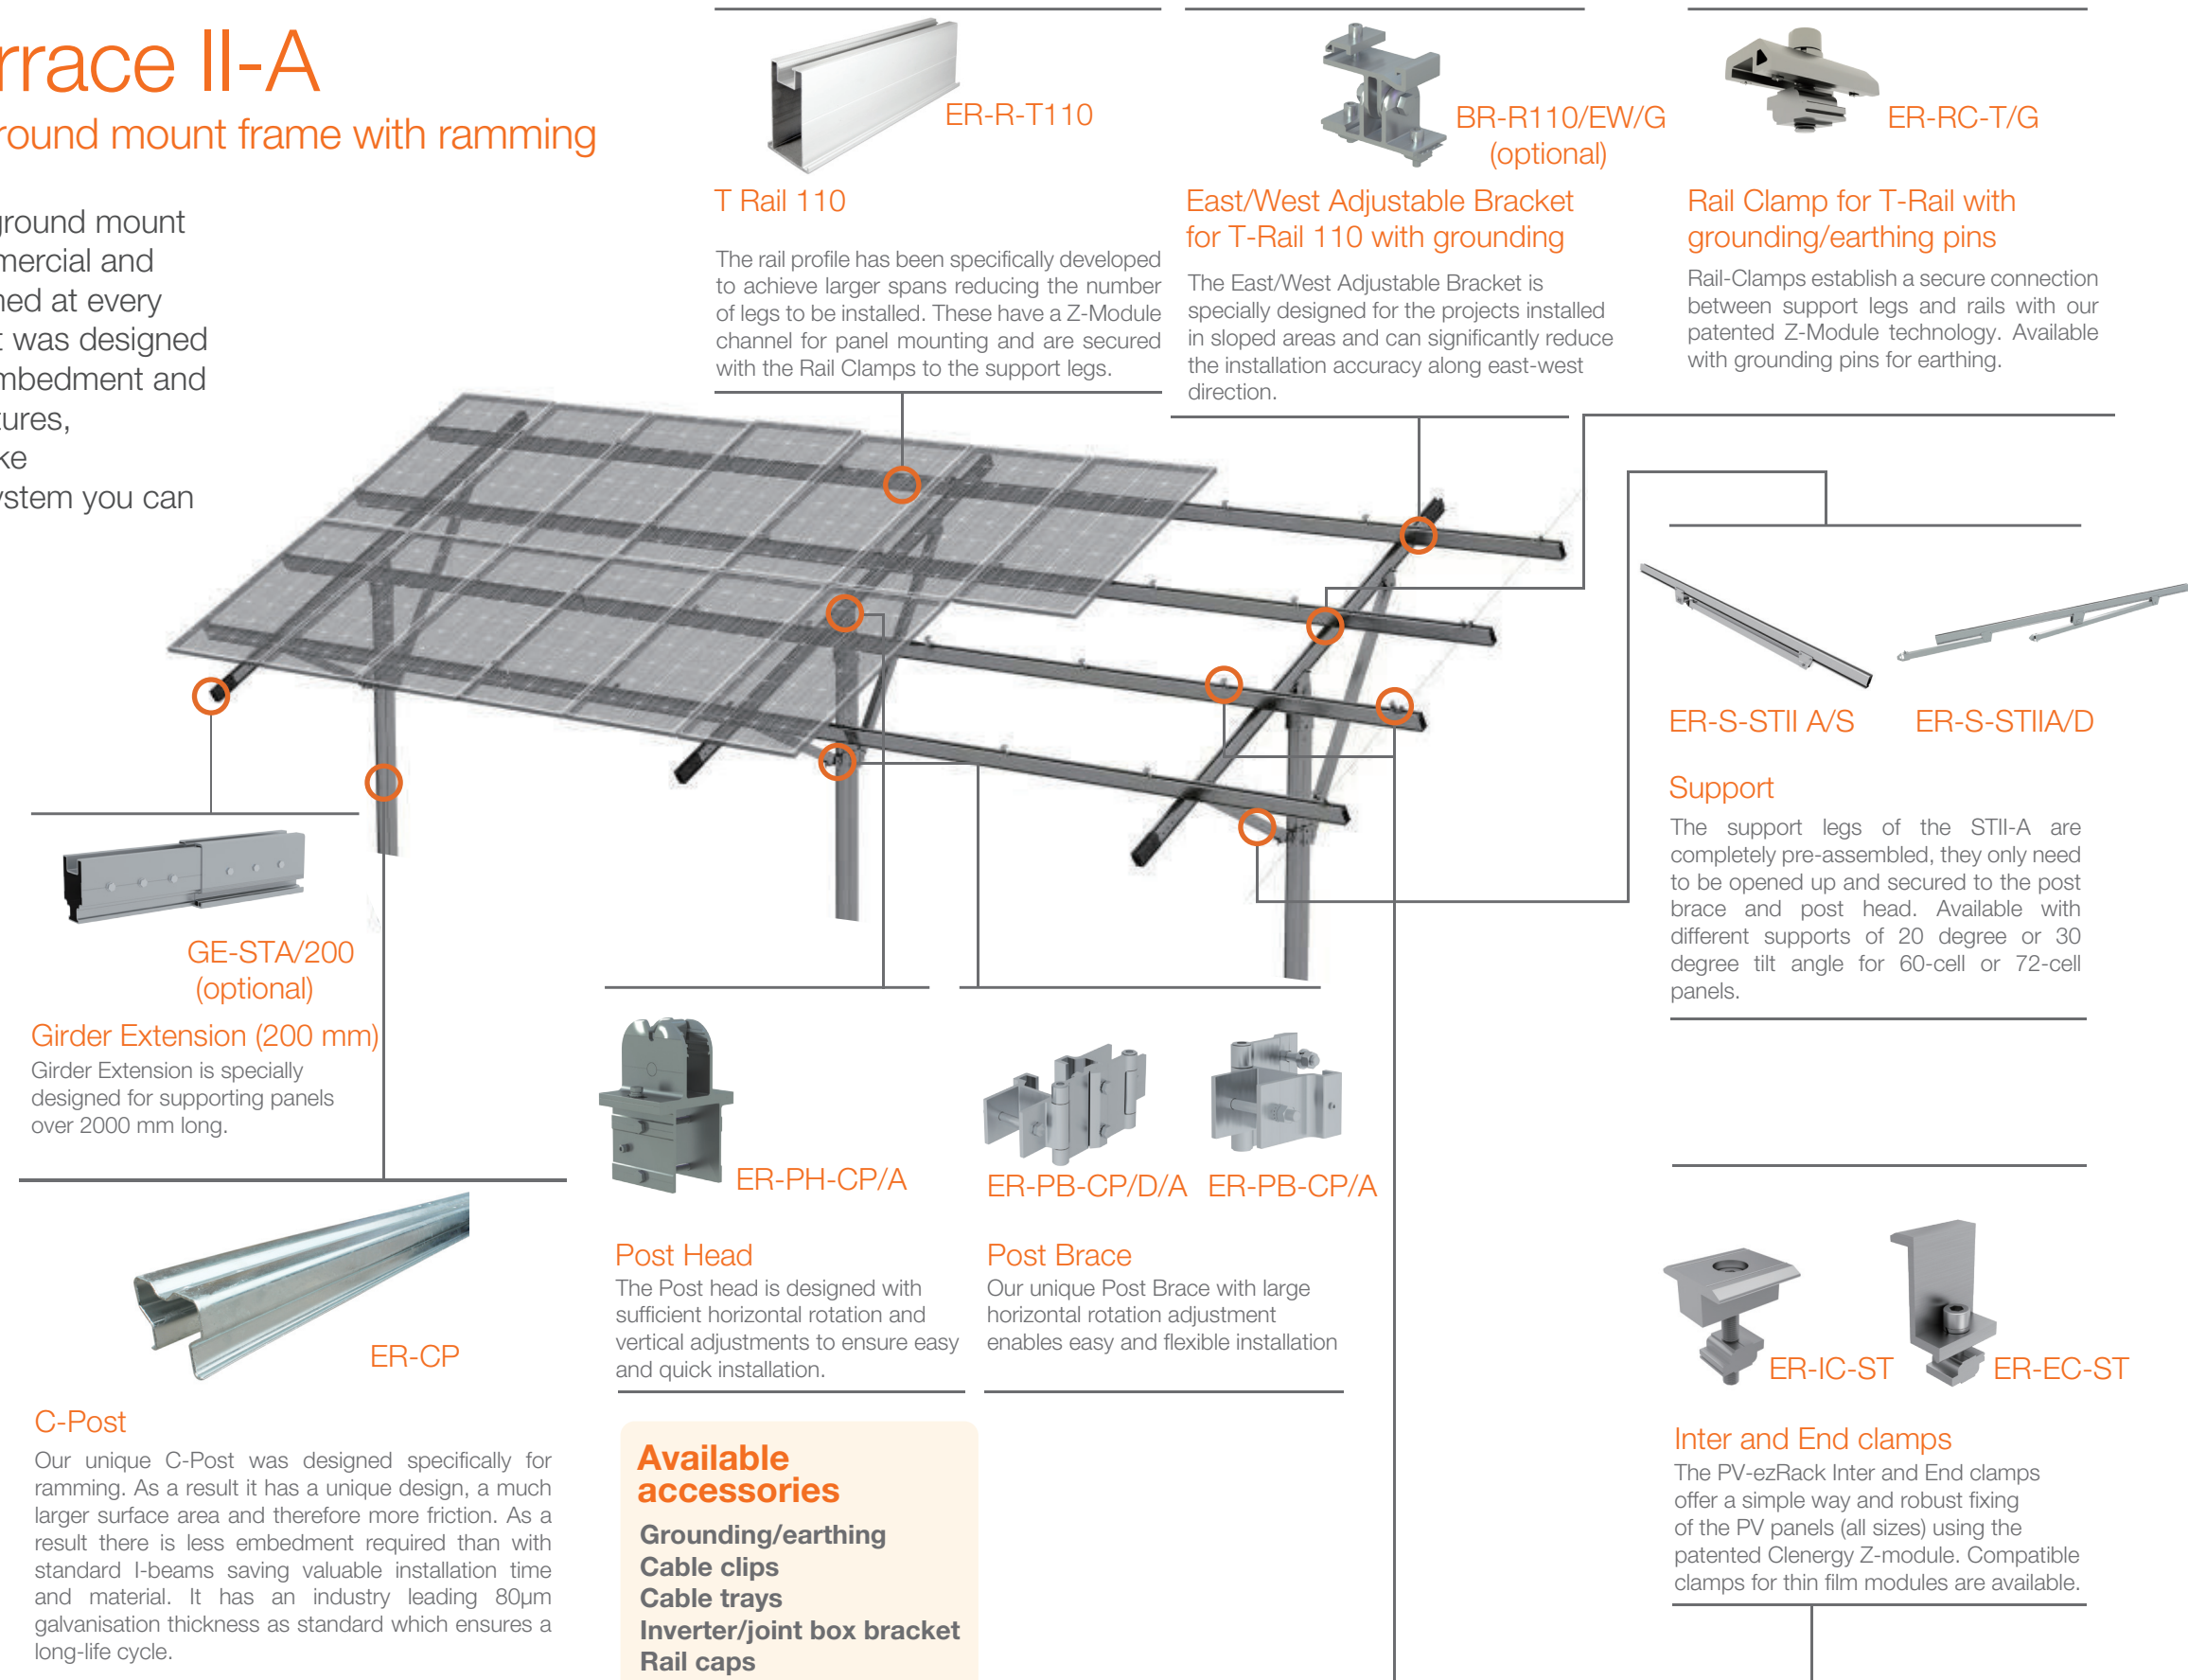 rrace II-A
round mount frame with ramming
ground mount
mercial and
ned at every
t was designed
mbedment and
tures,
ke
ystem you can
ER-R-T110
T Rail 110
The rail profile has been specifically developed
to achieve larger spans reducing the number
of legs to be installed. These have a Z-Module
channel for panel mounting and are secured
with the Rail Clamps to the support legs.
BR-R110/EW/G
(optional)
East/West Adjustable Bracket
for T-Rail 110 with grounding
The East/West Adjustable Bracket is
specially designed for the projects installed
in sloped areas and can significantly reduce
the installation accuracy along east-west
direction.
ER-RC-T/G
Rail Clamp for T-Rail with
grounding/earthing pins
Rail-Clamps establish a secure connection
between support legs and rails with our
patented Z-Module technology. Available
with grounding pins for earthing.
ER-S-STII A/S
ER-S-STIIA/D
Support
The support legs of the STII-A are
completely pre-assembled, they only need
to be opened up and secured to the post
brace and post head. Available with
different supports of 20 degree or 30
degree tilt angle for 60-cell or 72-cell
panels.
GE-STA/200
(optional)
Girder Extension (200 mm)
Girder Extension is specially
designed for supporting panels
over 2000 mm long.
ER-CP
C-Post
Our unique C-Post was designed specifically for
ramming. As a result it has a unique design, a much
larger surface area and therefore more friction. As a
result there is less embedment required than with
standard I-beams saving valuable installation time
and material. It has an industry leading 80µm
galvanisation thickness as standard which ensures a
long-life cycle.
ER-PH-CP/A
Post Head
The Post head is designed with
sufficient horizontal rotation and
vertical adjustments to ensure easy
and quick installation.
ER-PB-CP/D/A
ER-PB-CP/A
Post Brace
Our unique Post Brace with large
horizontal rotation adjustment
enables easy and flexible installation
Available
accessories
Grounding/earthing
Cable clips
Cable trays
Inverter/joint box bracket
Rail caps
ER-IC-ST
ER-EC-ST
Inter and End clamps
The PV-ezRack Inter and End clamps
offer a simple way and robust fixing
of the PV panels (all sizes) using the
patented Clenergy Z-module. Compatible
clamps for thin film modules are available.